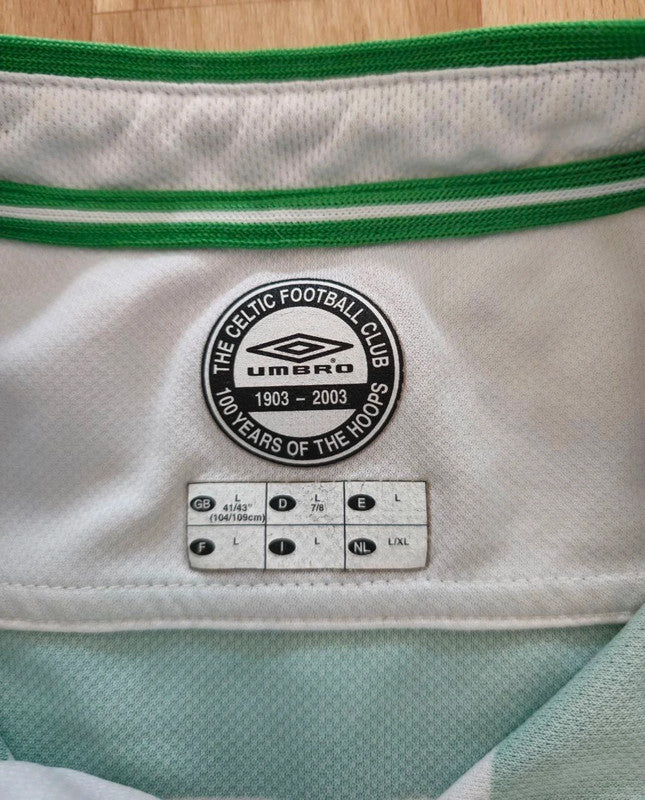 THE CELTIC FOOTBALL CLUB
UMBRO®
1903 – 2003
100 YEARS OF THE HOOPS
GB L 41/43" (104/109cm)
D L 7/8
E L
F L
I L
NL L/XL